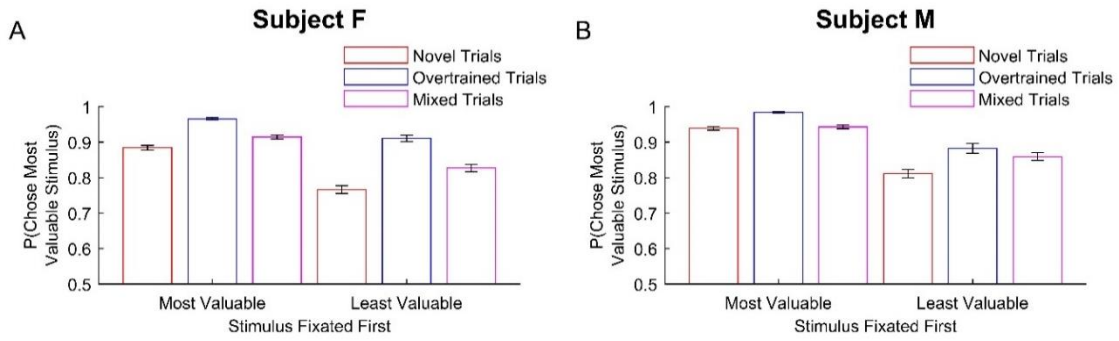 A
Subject F
Novel Trials
Overtrained Trials
Mixed Trials
P(Chose Most
Valuable Stimulus)
1
0.9
0.8
0.7
0.6
0.5
Most Valuable
Least Valuable
Stimulus Fixated First
B
Subject M
Novel Trials
Overtrained Trials
Mixed Trials
P(Chose Most
Valuable Stimulus)
1
0.9
0.8
0.7
0.6
0.5
Most Valuable
Least Valuable
Stimulus Fixated First